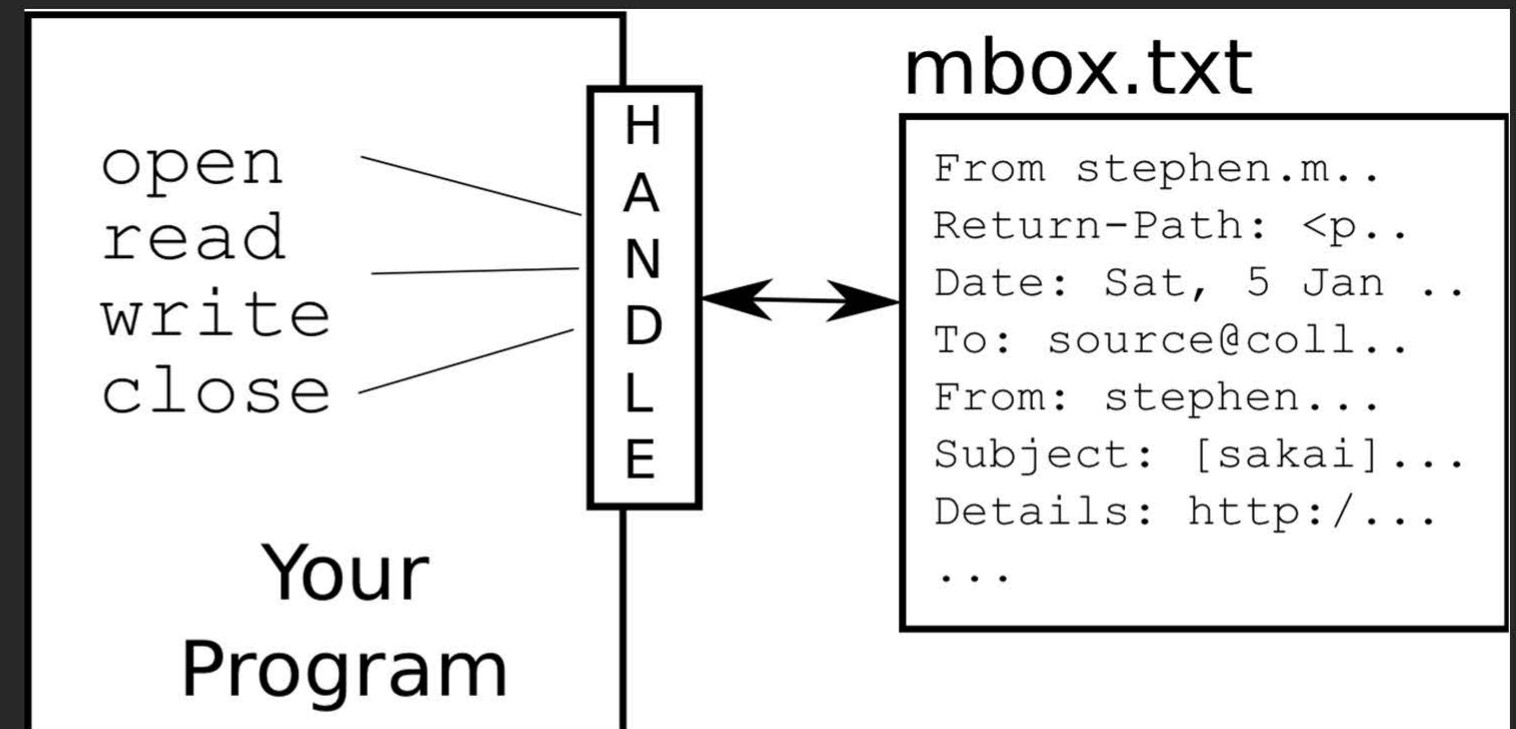 open
read
write
close
Your
Program
H
A
N
D
L
E
mbox.txt
From stephen.m..
Return-Path: <p..
Date: Sat, 5 Jan ..
To: source@coll..
From: stephen...
Subject: [sakai]...
Details: http:/...
...